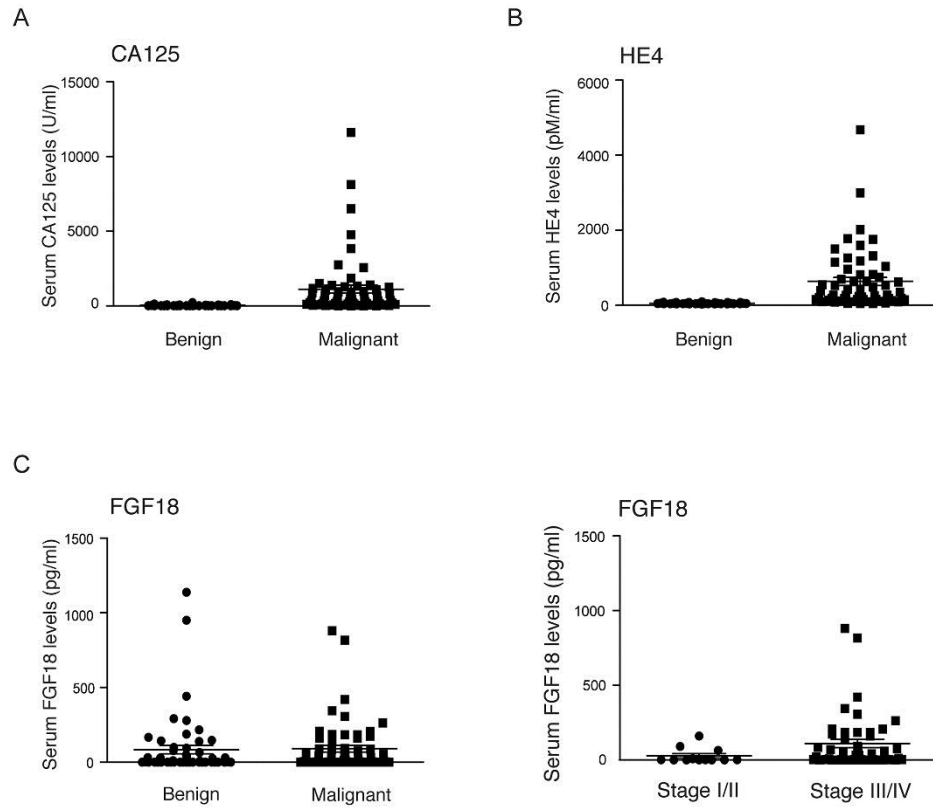 A
CA125
Serum CA125 levels (U/ml)
15000
10000
5000
0
Benign
Malignant
B
HE4
Serum HE4 levels (pM/ml)
6000
4000
2000
0
Benign
Malignant
C
FGF18
Serum FGF18 levels (pg/ml)
1500
1000
500
0
Benign
Malignant
FGF18
Serum FGF18 levels (pg/ml)
1500
1000
500
0
Stage I/II
Stage III/IV